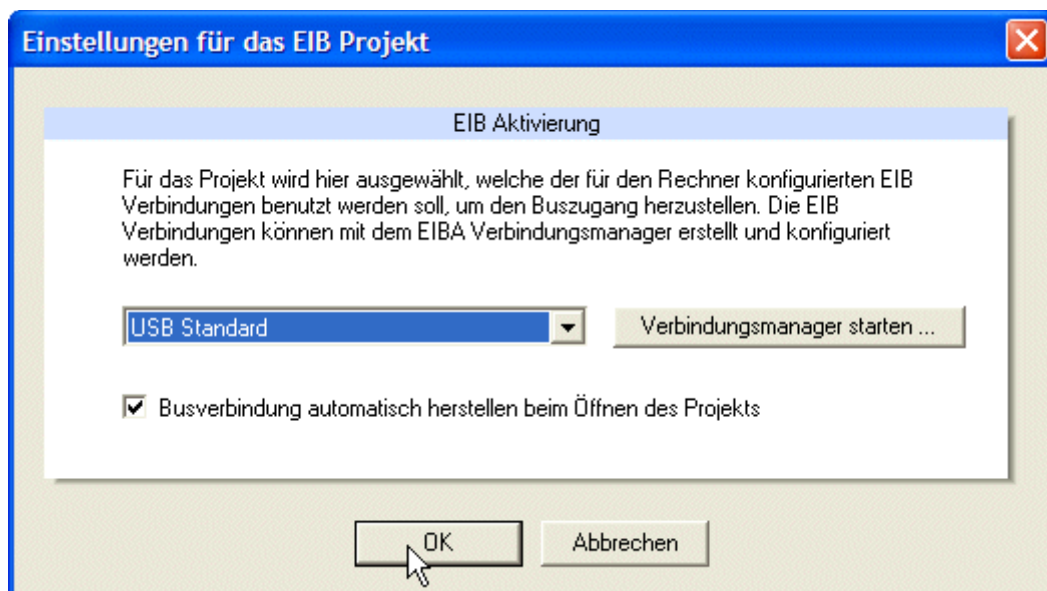 Einstellungen für das EIB Projekt
EIB Aktivierung
Für das Projekt wird hier ausgewählt, welche der für den Rechner konfigurierten EIB
Verbindungen benutzt werden soll, um den Buszugang herzustellen. Die EIB
Verbindungen können mit dem EIBA Verbindungsmanager erstellt und konfiguriert
werden.
USB Standard
Verbindungsmanager starten ...
Busverbindung automatisch herstellen beim Öffnen des Projekts
OK
Abbrechen